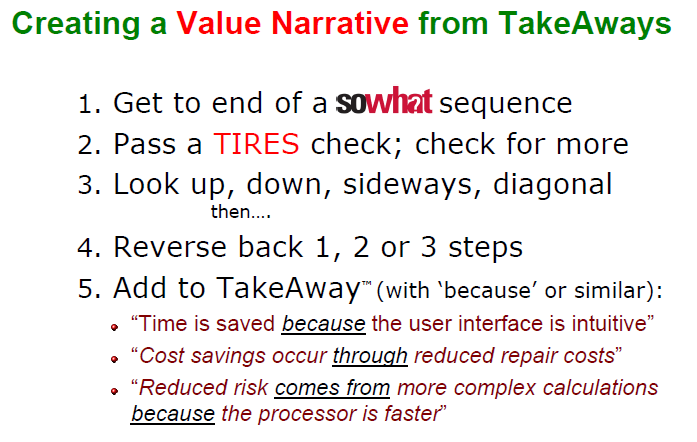 Creating a Value Narrative from TakeAways
1. Get to end of a sowhat sequence
2. Pass a TIRES check; check for more
3. Look up, down, sideways, diagonal
then….
4. Reverse back 1, 2 or 3 steps
5. Add to TakeAway™ (with ‘because’ or similar):
“Time is saved because the user interface is intuitive”
“Cost savings occur through reduced repair costs”
“Reduced risk comes from more complex calculations
because the processor is faster”